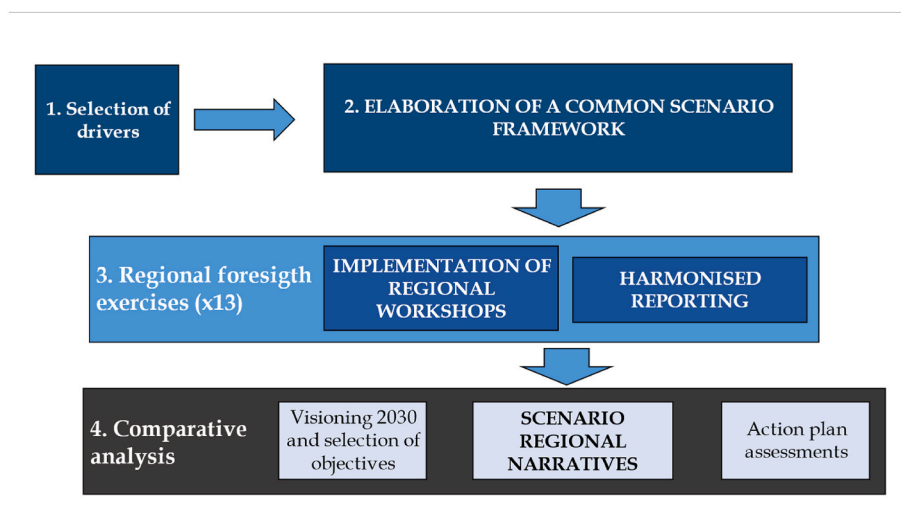 1. Selection of
drivers
2. ELABORATION OF A COMMON SCENARIO
FRAMEWORK
3. Regional foresigth
exercises (x13)
IMPLEMENTATION OF
REGIONAL
WORKSHOPS
HARMONISED
REPORTING
4. Comparative
analysis
Visioning 2030
and selection of
objectives
SCENARIO
REGIONAL
NARRATIVES
Action plan
assessments